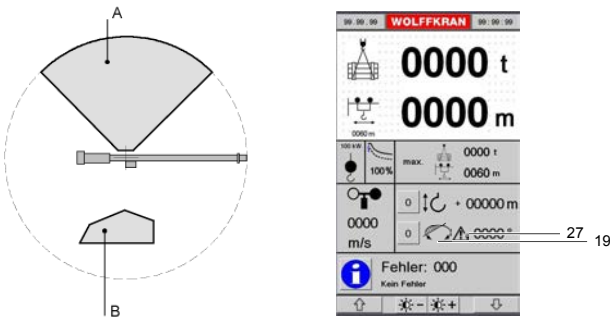 A
B
99.99.99 WOLFFKRAN 99:99:99
0000 t
0000 m
0060 m
100 kW
100%
max.
0000 t
0060 m
0000
m/s
0 + 00000 m
0 0000 °
27
19
i Fehler: 000
Kein Fehler
- +